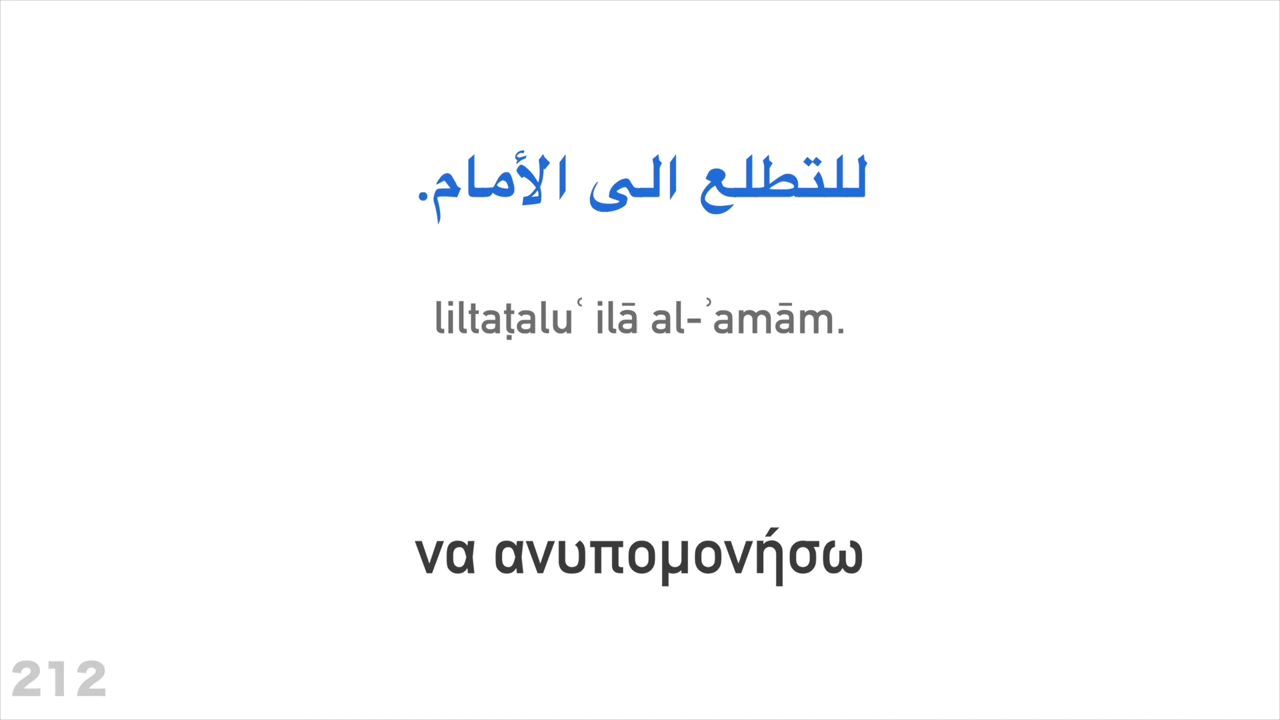 للتطلع الى الأمام.
liltaṭaluʿ ilā al-ʾamām.
να ανυπομονήσω
212